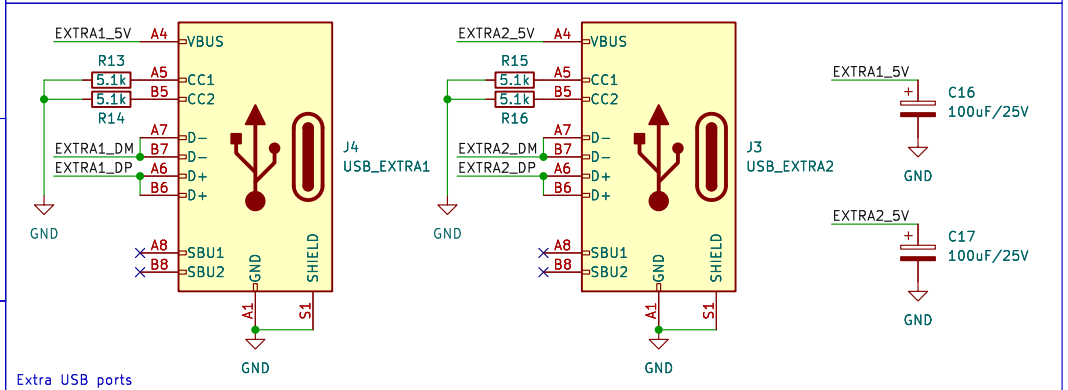 EXTRA1_5V
A4
VBUS
R13
5.1k
A5
CC1
5.1k
B5
CC2
R14
A7
D-
EXTRA1_DM
B7
D-
EXTRA1_DP
A6
D+
B6
D+
GND
A8
SBU1
B8
SBU2
GND
SHIELD
A1
S1
GND
J4
USB_EXTRA1
EXTRA2_5V
A4
VBUS
R15
5.1k
A5
CC1
5.1k
B5
CC2
R16
A7
D-
EXTRA2_DM
B7
D-
EXTRA2_DP
A6
D+
B6
D+
GND
A8
SBU1
B8
SBU2
GND
SHIELD
A1
S1
GND
J3
USB_EXTRA2
EXTRA1_5V
+
C16
100uF/25V
GND
EXTRA2_5V
+
C17
100uF/25V
GND
Extra USB ports